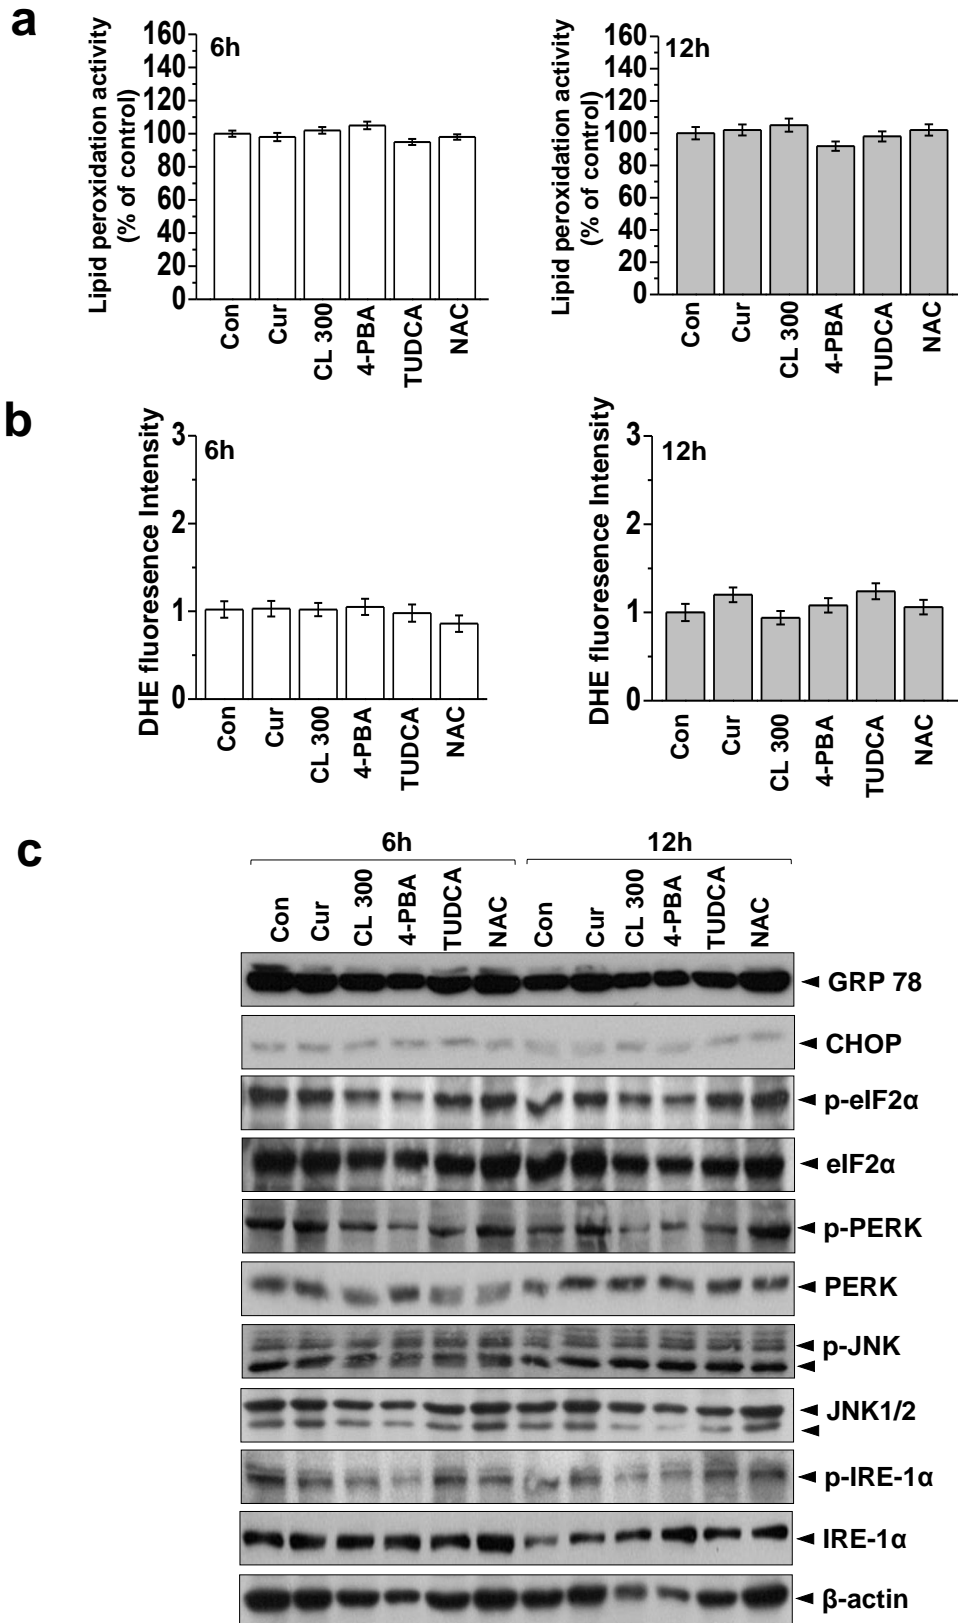 a
6h
Lipid peroxidation activity
(% of control)
160
140
120
100
80
60
40
20
0
Con
Cur
CL 300
4-PBA
TUDCA
NAC
12h
Lipid peroxidation activity
(% of control)
160
140
120
100
80
60
40
20
0
Con
Cur
CL 300
4-PBA
TUDCA
NAC
b
6h
DHE fluoresence Intensity
3
2
1
0
Con
Cur
CL 300
4-PBA
TUDCA
NAC
12h
DHE fluoresence Intensity
3
2
1
0
Con
Cur
CL 300
4-PBA
TUDCA
NAC
c
6h 12h
Con Cur CL 300 4-PBA TUDCA NAC Con Cur CL 300 4-PBA TUDCA NAC
GRP 78
CHOP
p-eIF2α
eIF2α
p-PERK
PERK
p-JNK
JNK1/2
p-IRE-1α
IRE-1α
β-actin